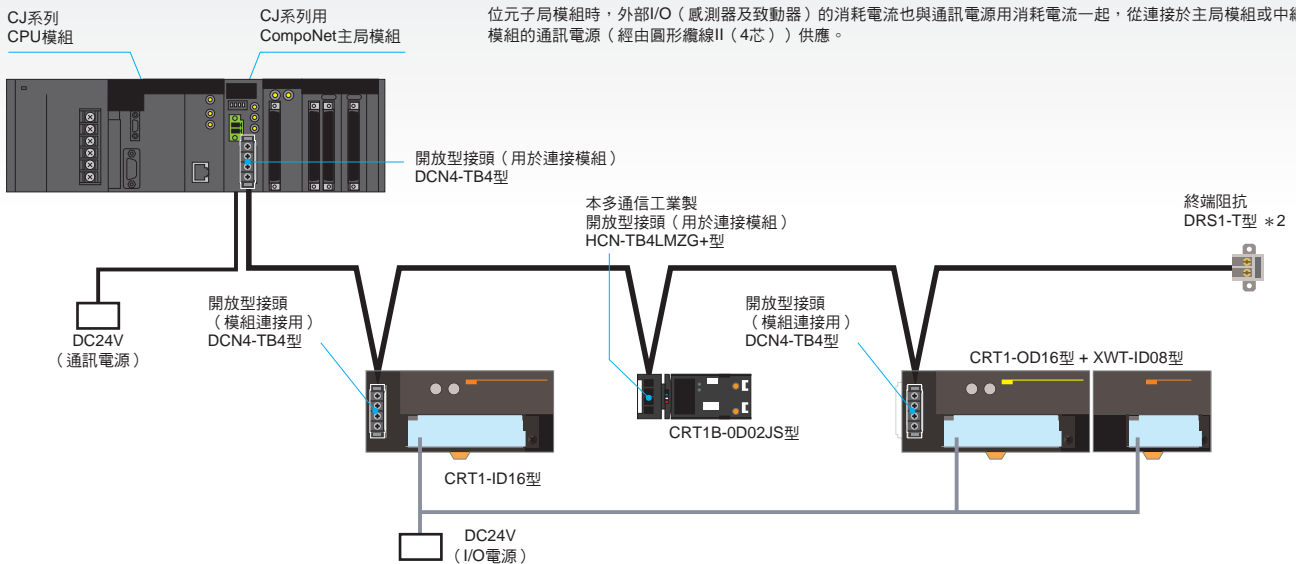 位元子局模組時，外部I/O（感測器及致動器）的消耗電流也與通訊電源用消耗電流一起，從連接於主局模組或中繼
模組的通訊電源（經由圓形纜線II（4芯））供應。
CJ系列
CPU模組
CJ系列用
CompoNet主局模組
開放型接頭（用於連接模組）
DCN4-TB4型
本多通信工業製
開放型接頭（用於連接模組）
HCN-TB4LMZG+型
終端阻抗
DRS1-T型 ＊2
DC24V
（通訊電源）
開放型接頭
（模組連接用）
DCN4-TB4型
開放型接頭
（模組連接用）
DCN4-TB4型
CRT1-OD16型 + XWT-ID08型
CRT1B-0D02JS型
CRT1-ID16型
DC24V
（I/O電源）